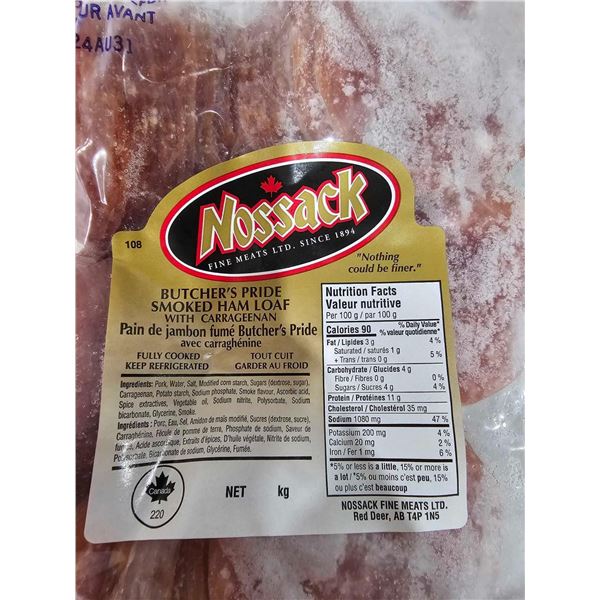 UR AVANT
24AU31
Nossack
FINE MEATS LTD. SINCE 1894
108
"Nothing
could be finer."
BUTCHER'S PRIDE
SMOKED HAM LOAF
WITH CARRAGEENAN
Pain de jambon fumé Butcher's Pride
avec carraghénine
FULLY COOKED
KEEP REFRIGERATED
TOUT CUIT
GARDER AU FROID
Ingredients: Pork, Water, Salt, Modified corn starch, Sugars (dextrose, sugar),
Carrageenan, Potato starch, Sodium phosphate, Smoke flavour, Ascorbic acid,
Spice extractives, Vegetable oil, Sodium nitrite, Polysorbate, Sodium
bicarbonate, Glycerine, Smoke.
Ingrédients : Porc, Eau, Sel, Amidon de maïs modifié, Sucres (dextrose, sucre),
Carraghénine, Fécule de pomme de terre, Phosphate de sodium, Saveur de
fumée, Acide ascorbique, Extraits d'épices, D'huile végétale, Nitrite de sodium,
Polysorbate, Bicarbonate de sodium, Glycérine, Fumée.
Canada
220
NET kg
Nutrition Facts
Valeur nutritive
Per 100 g / par 100 g
Calories 90 % Daily Value*
% valeur quotidienne*
Fat / Lipides 3 g 4 %
Saturated / saturés 1 g
+ Trans / trans 0 g 5 %
Carbohydrate / Glucides 4 g
Fibre / Fibres 0 g 0 %
Sugars / Sucres 4 g 4 %
Protein / Protéines 11 g
Cholesterol / Cholestérol 35 mg
Sodium 1080 mg 47 %
Potassium 200 mg 4 %
Calcium 20 mg 2 %
Iron / Fer 1 mg 6 %
*5% or less is a little, 15% or more is
a lot / *5% ou moins c'est peu, 15%
ou plus c'est beaucoup
NOSSACK FINE MEATS LTD.
Red Deer, AB T4P 1N5